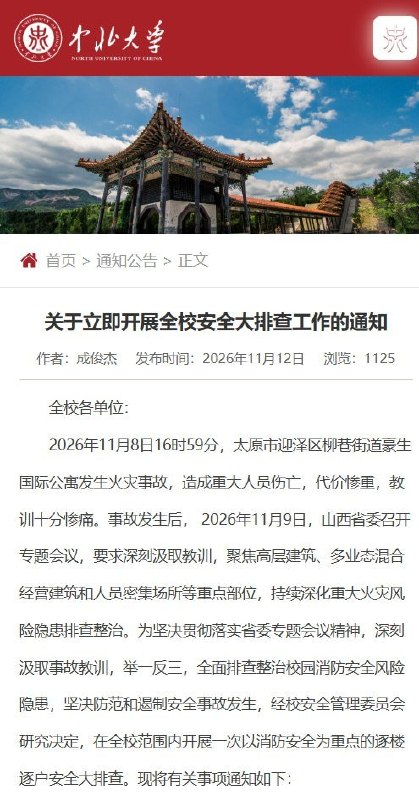 中北大学
NORTH UNIVERSITY OF CHINA
首页 > 通知公告 > 正文
关于立即开展全校安全大排查工作的通知
作者：成俊杰 发布时间：2026年11月12日 浏览：1125
全校各单位：
2026年11月8日16时59分，太原市迎泽区柳巷街道豪生
国际公寓发生火灾事故，造成重大人员伤亡，代价惨重，教
训十分惨痛。事故发生后， 2026年11月9日，山西省委召开
专题会议，要求深刻汲取教训，聚焦高层建筑、多业态混合
经营建筑和人员密集场所等重点部位，持续深化重大火灾风
险隐患排查整治。为坚决贯彻落实省委专题会议精神，深刻
汲取事故教训，举一反三，全面排查整治校园消防安全风险
隐患，坚决防范和遏制安全事故发生，经校安全管理委员会
研究决定，在全校范围内开展一次以消防安全为重点的逐楼
逐户安全大排查。现将有关事项通知如下：